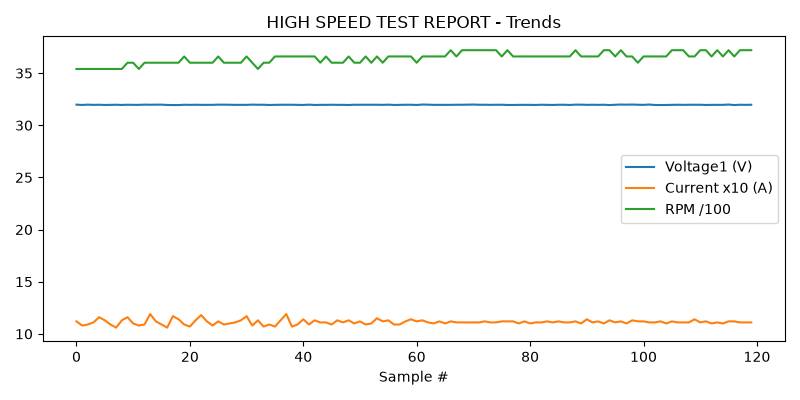 HIGH SPEED TEST REPORT - Trends
35
30
25
20
15
10
Voltage1 (V)
Current x10 (A)
RPM /100
0 20 40 60 80 100 120
Sample #